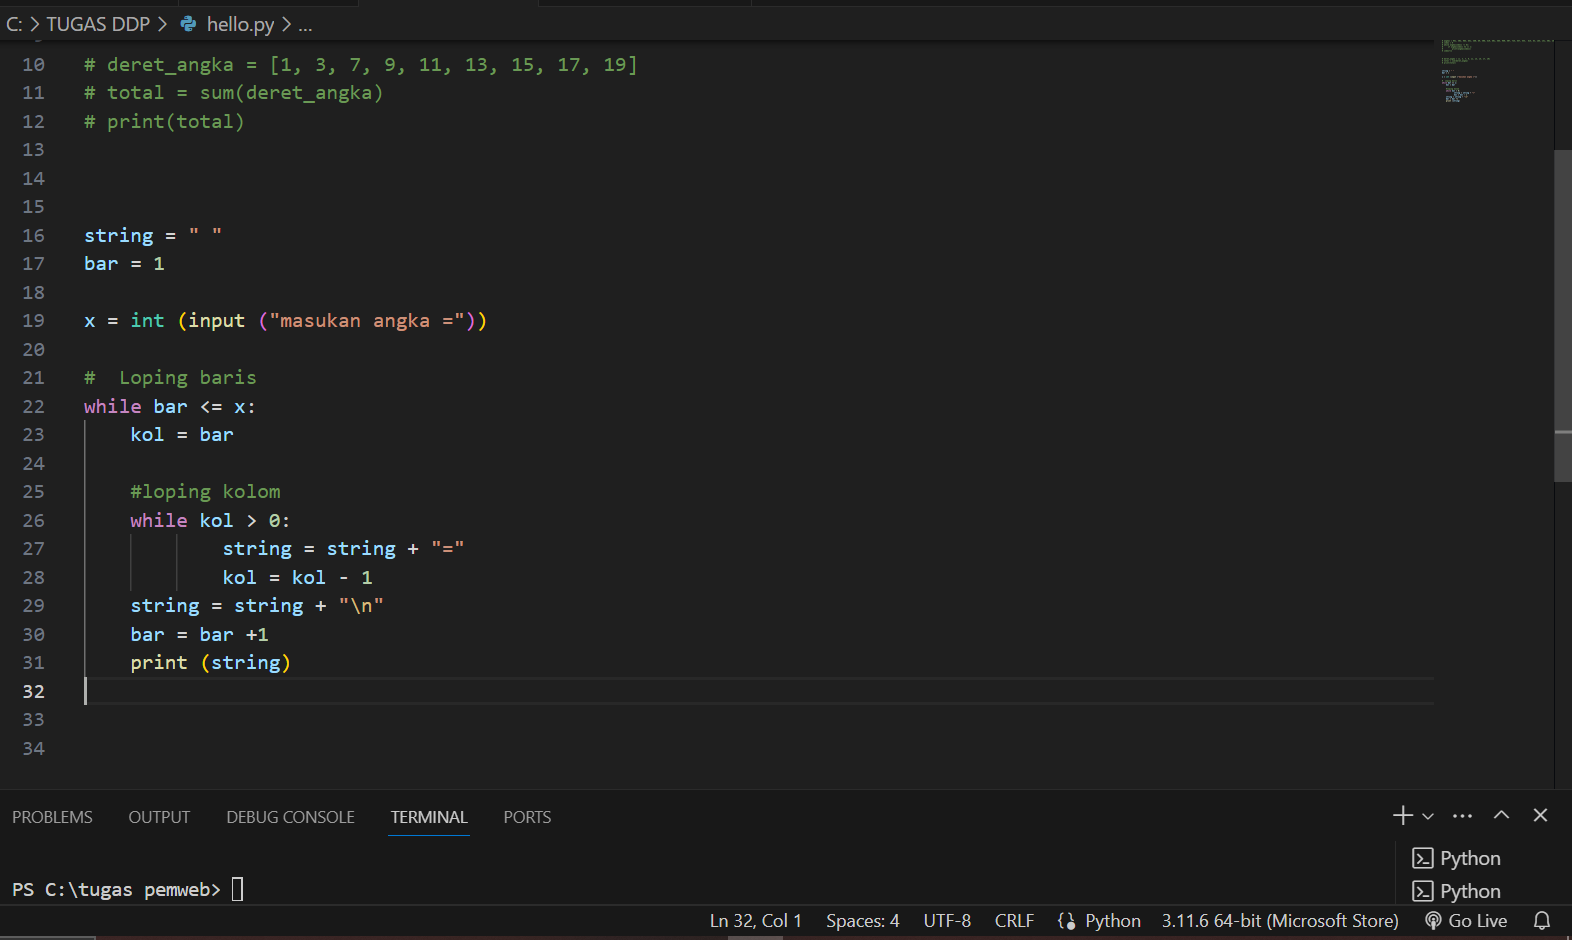 C: > TUGAS DDP > hello.py > ...
10 # deret_angka = [1, 3, 7, 9, 11, 13, 15, 17, 19]
11 # total = sum(deret_angka)
12 # print(total)
13
14
15
16 string = " "
17 bar = 1
18
19 x = int (input ("masukan angka ="))
20
21 #  Loping baris
22 while bar <= x:
23     kol = bar
24
25     #loping kolom
26     while kol > 0:
27             string = string + "="
28             kol = kol - 1
29     string = string + "\n"
30     bar = bar +1
31     print (string)
32
33
34
PROBLEMS OUTPUT DEBUG CONSOLE TERMINAL PORTS
Python
PS C:\tugas pemweb>
Python
Ln 32, Col 1 Spaces: 4 UTF-8 CRLF Python 3.11.6 64-bit (Microsoft Store) Go Live